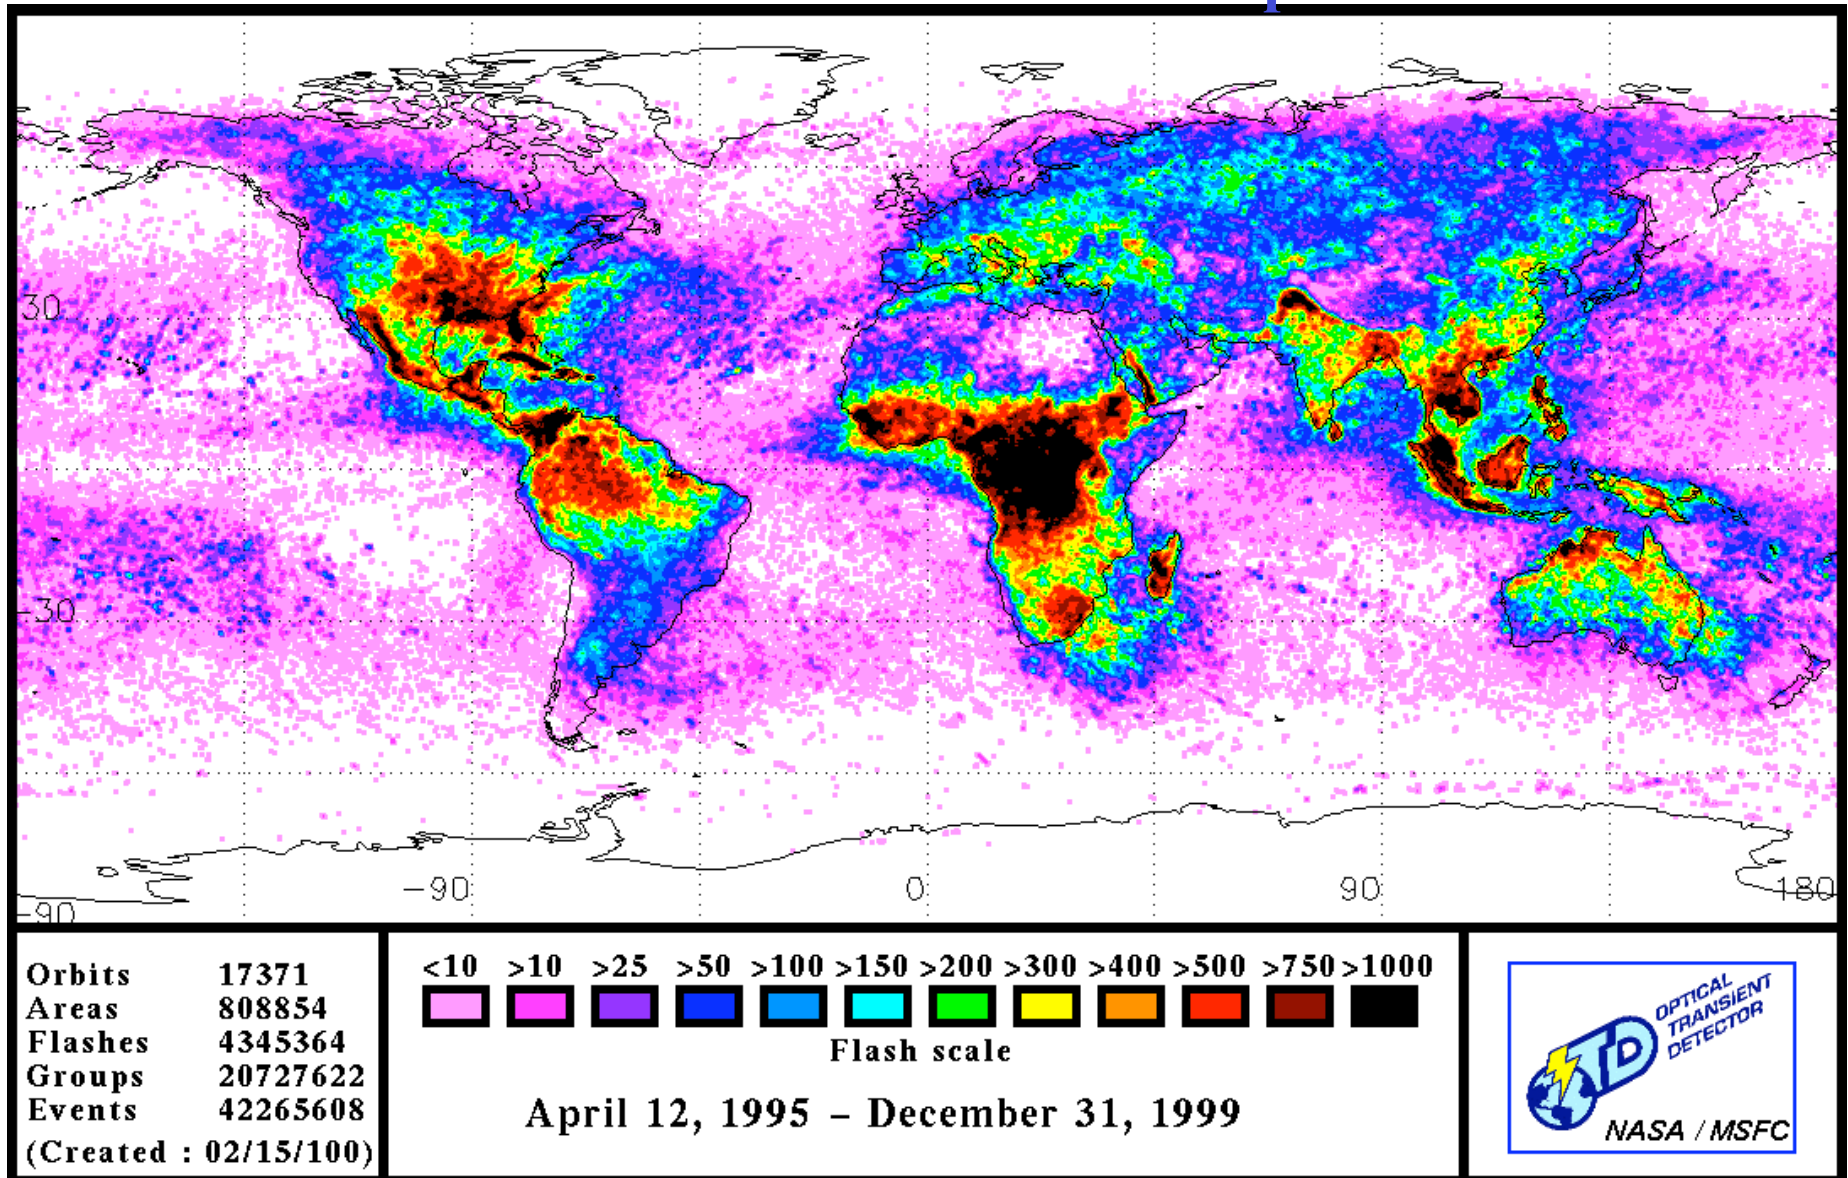 30
-30
-90
-90
0
90
180
Orbits 17371
Areas 808854
Flashes 4345364
Groups 20727622
Events 42265608
(Created : 02/15/100)
<10 >10 >25 >50 >100 >150 >200 >300 >400 >500 >750 >1000
Flash scale
April 12, 1995 – December 31, 1999
OPTICAL
TRANSIENT
DETECTOR
OTD
NASA / MSFC